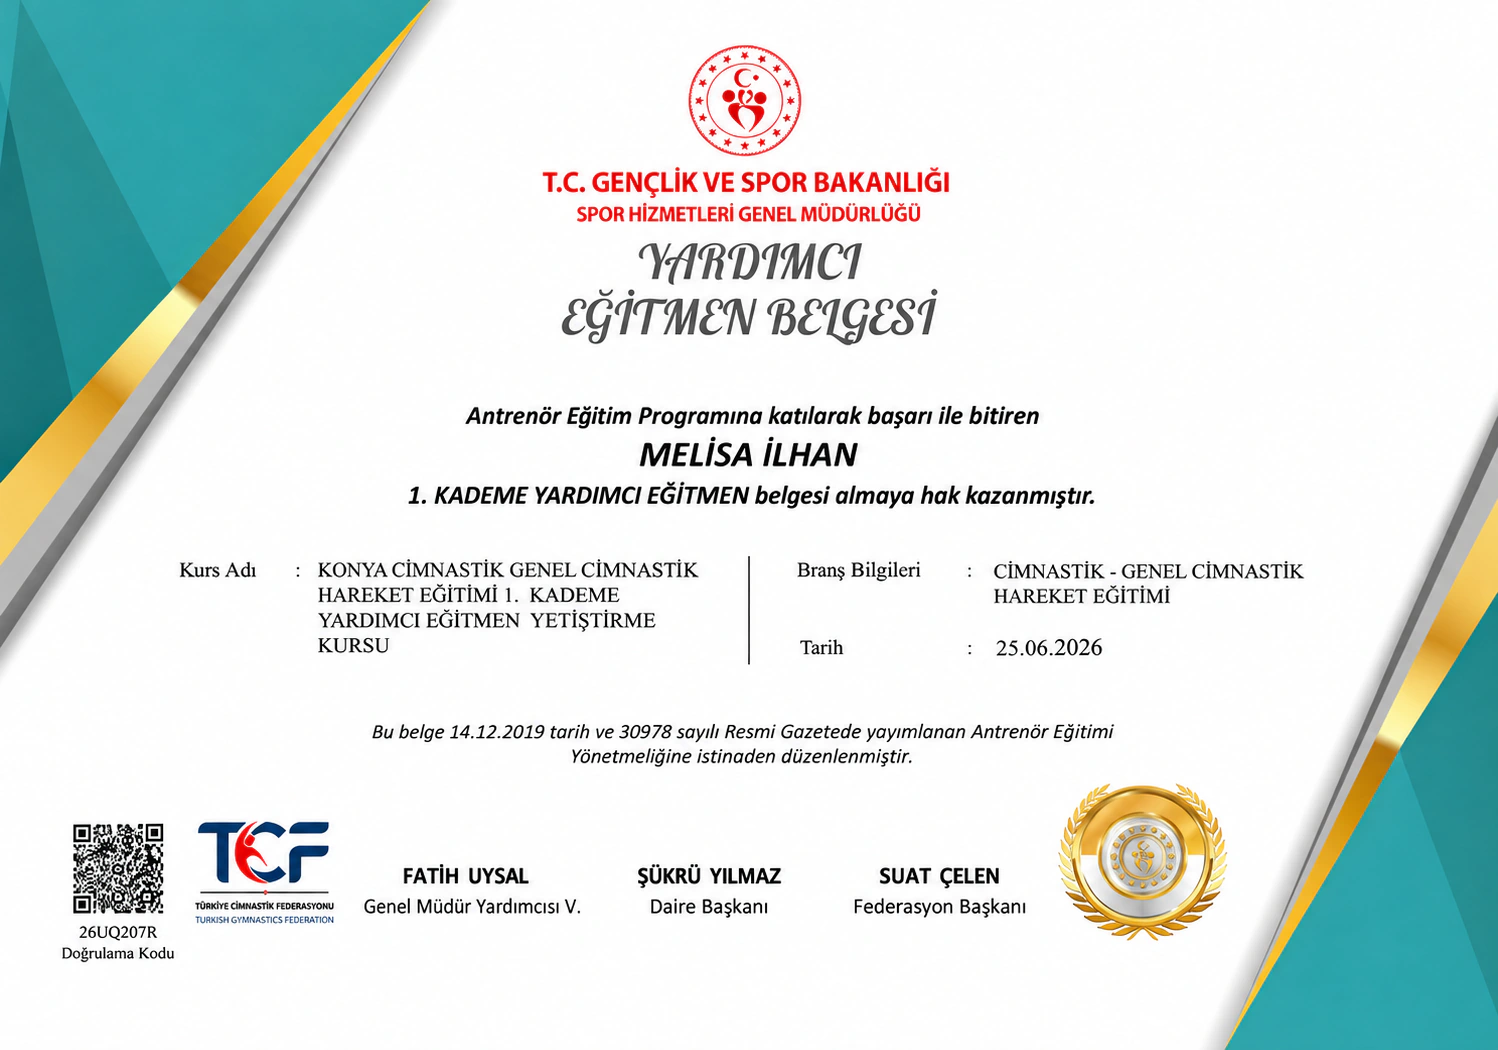 T.C. GENÇLİK VE SPOR BAKANLIĞI
SPOR HİZMETLERİ GENEL MÜDÜRLÜĞÜ
YARDIMCI
EĞİTMEN BELGESİ
Antrenör Eğitim Programına katılarak başarı ile bitiren
MELİSA İLHAN
1. KADEME YARDIMCI EĞİTMEN belgesi almaya hak kazanmıştır.
Kurs Adı : KONYA CİMNASTİK GENEL CİMNASTİK
HAREKET EĞİTİMİ 1. KADEME
YARDIMCI EĞİTMEN YETİŞTİRME
KURSU
Branş Bilgileri : CİMNASTİK - GENEL CİMNASTİK
HAREKET EĞİTİMİ
Tarih : 25.06.2026
Bu belge 14.12.2019 tarih ve 30978 sayılı Resmi Gazetede yayımlanan Antrenör Eğitimi
Yönetmeliğine istinaden düzenlenmiştir.
26UQ207R
Doğrulama Kodu
TCF
TÜRKİYE CİMNASTİK FEDERASYONU
TURKISH GYMNASTICS FEDERATION
FATİH UYSAL
Genel Müdür Yardımcısı V.
ŞÜKRÜ YILMAZ
Daire Başkanı
SUAT ÇELEN
Federasyon Başkanı